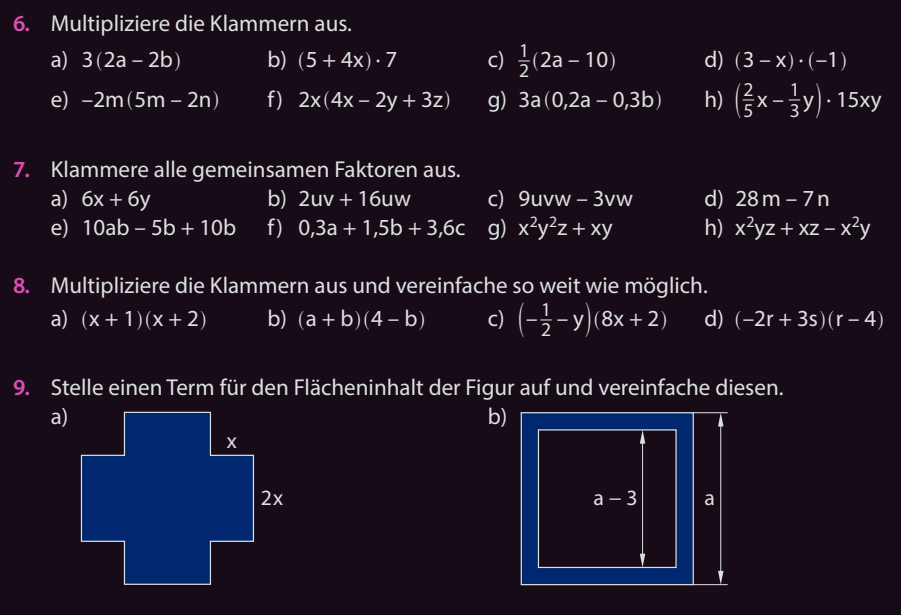 6. Multipliziere die Klammern aus.
a) 3(2a – 2b) b) (5 + 4x) · 7 c) 1/2(2a – 10) d) (3 – x) · (–1)
e) –2m(5m – 2n) f) 2x(4x – 2y + 3z) g) 3a(0,2a – 0,3b) h) (2/5x – 1/3y) · 15xy
7. Klammere alle gemeinsamen Faktoren aus.
a) 6x + 6y b) 2uv + 16uw c) 9uvw – 3vw d) 28m – 7n
e) 10ab – 5b + 10b f) 0,3a + 1,5b + 3,6c g) x²y²z + xy h) x²yz + xz – x²y
8. Multipliziere die Klammern aus und vereinfache so weit wie möglich.
a) (x + 1)(x + 2) b) (a + b)(4 – b) c) (–1/2 – y)(8x + 2) d) (–2r + 3s)(r – 4)
9. Stelle einen Term für den Flächeninhalt der Figur auf und vereinfache diesen.
a) b)
x
2x a – 3 a